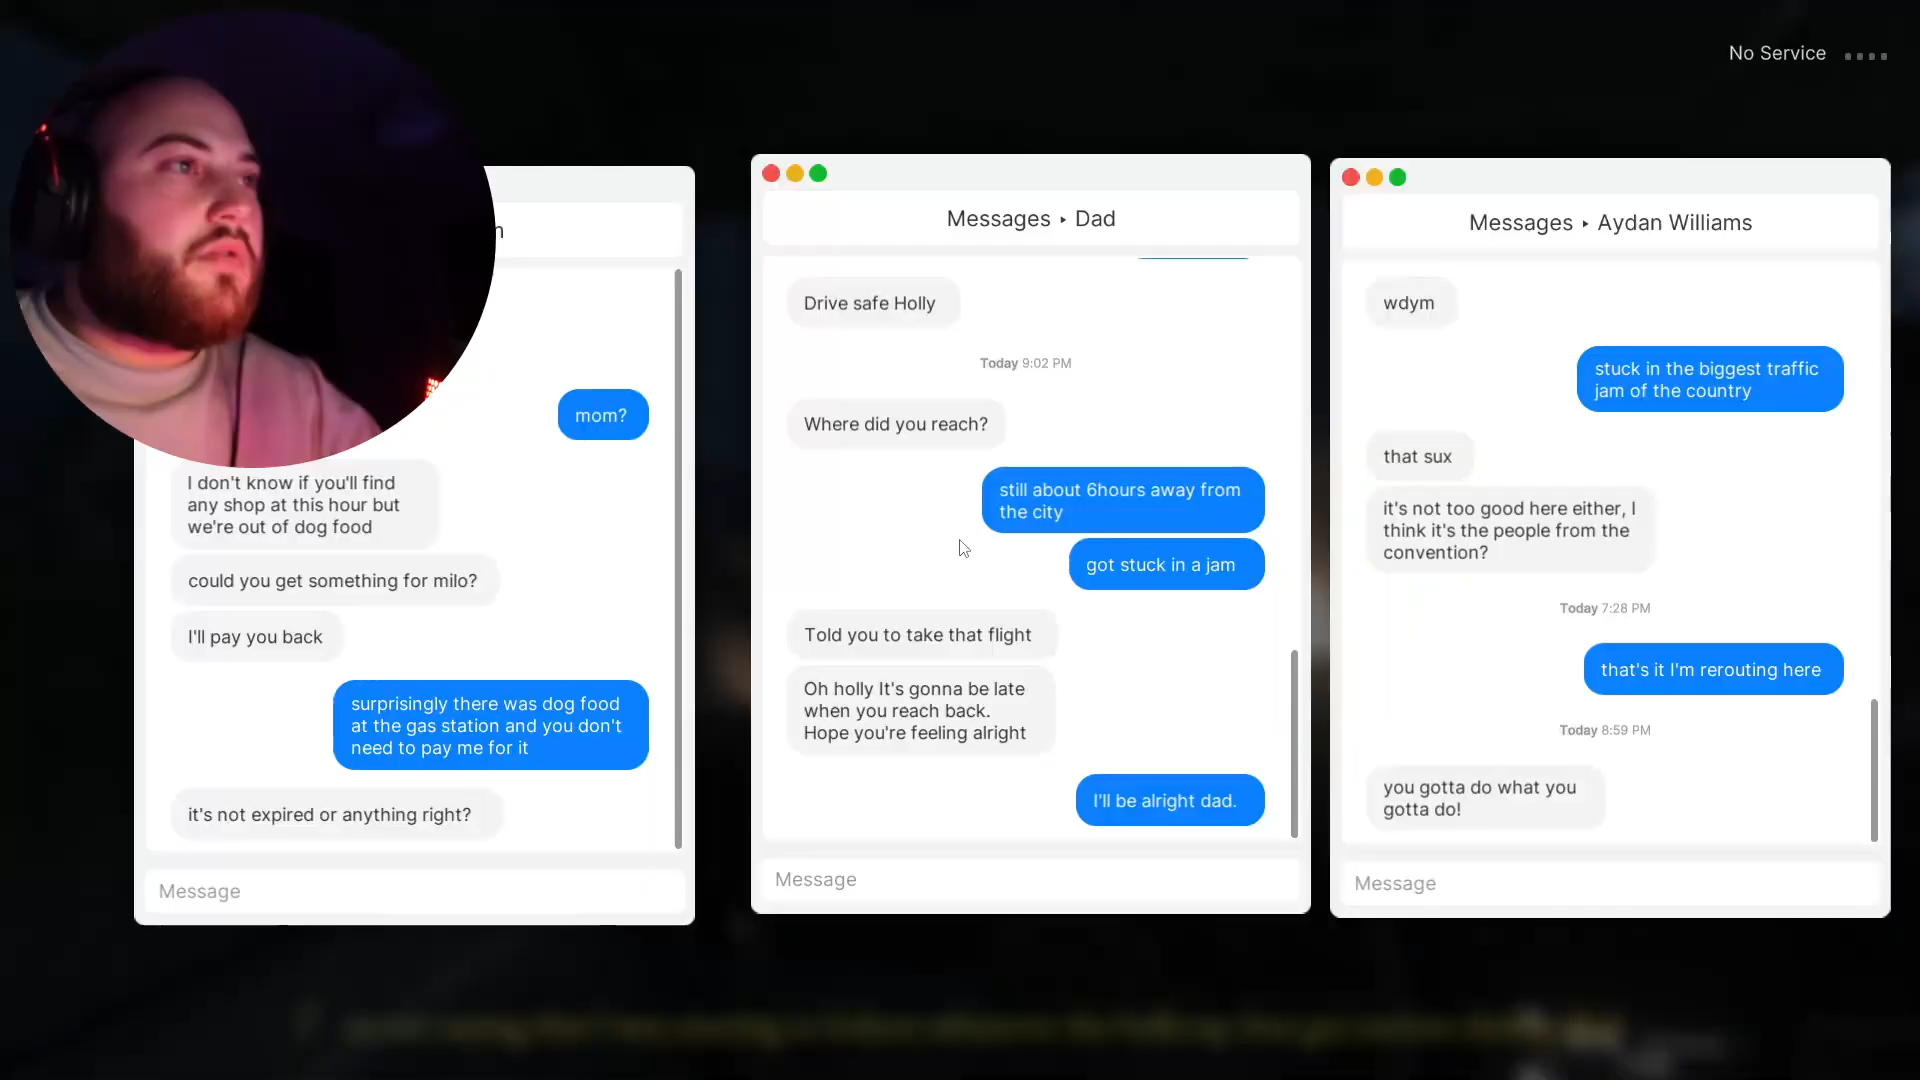 No Service
mom?
I don't know if you'll find
any shop at this hour but
we're out of dog food
could you get something for milo?
I'll pay you back
surprisingly there was dog food
at the gas station and you don't
need to pay me for it
it's not expired or anything right?
Message
Messages ‣ Dad
Drive safe Holly
Today 9:02 PM
Where did you reach?
still about 6hours away from
the city
got stuck in a jam
Told you to take that flight
Oh holly It's gonna be late
when you reach back.
Hope you're feeling alright
I'll be alright dad.
Message
Messages ‣ Aydan Williams
wdym
stuck in the biggest traffic
jam of the country
that sux
it's not too good here either, I
think it's the people from the
convention?
Today 7:28 PM
that's it I'm rerouting here
Today 8:59 PM
you gotta do what you
gotta do!
Message